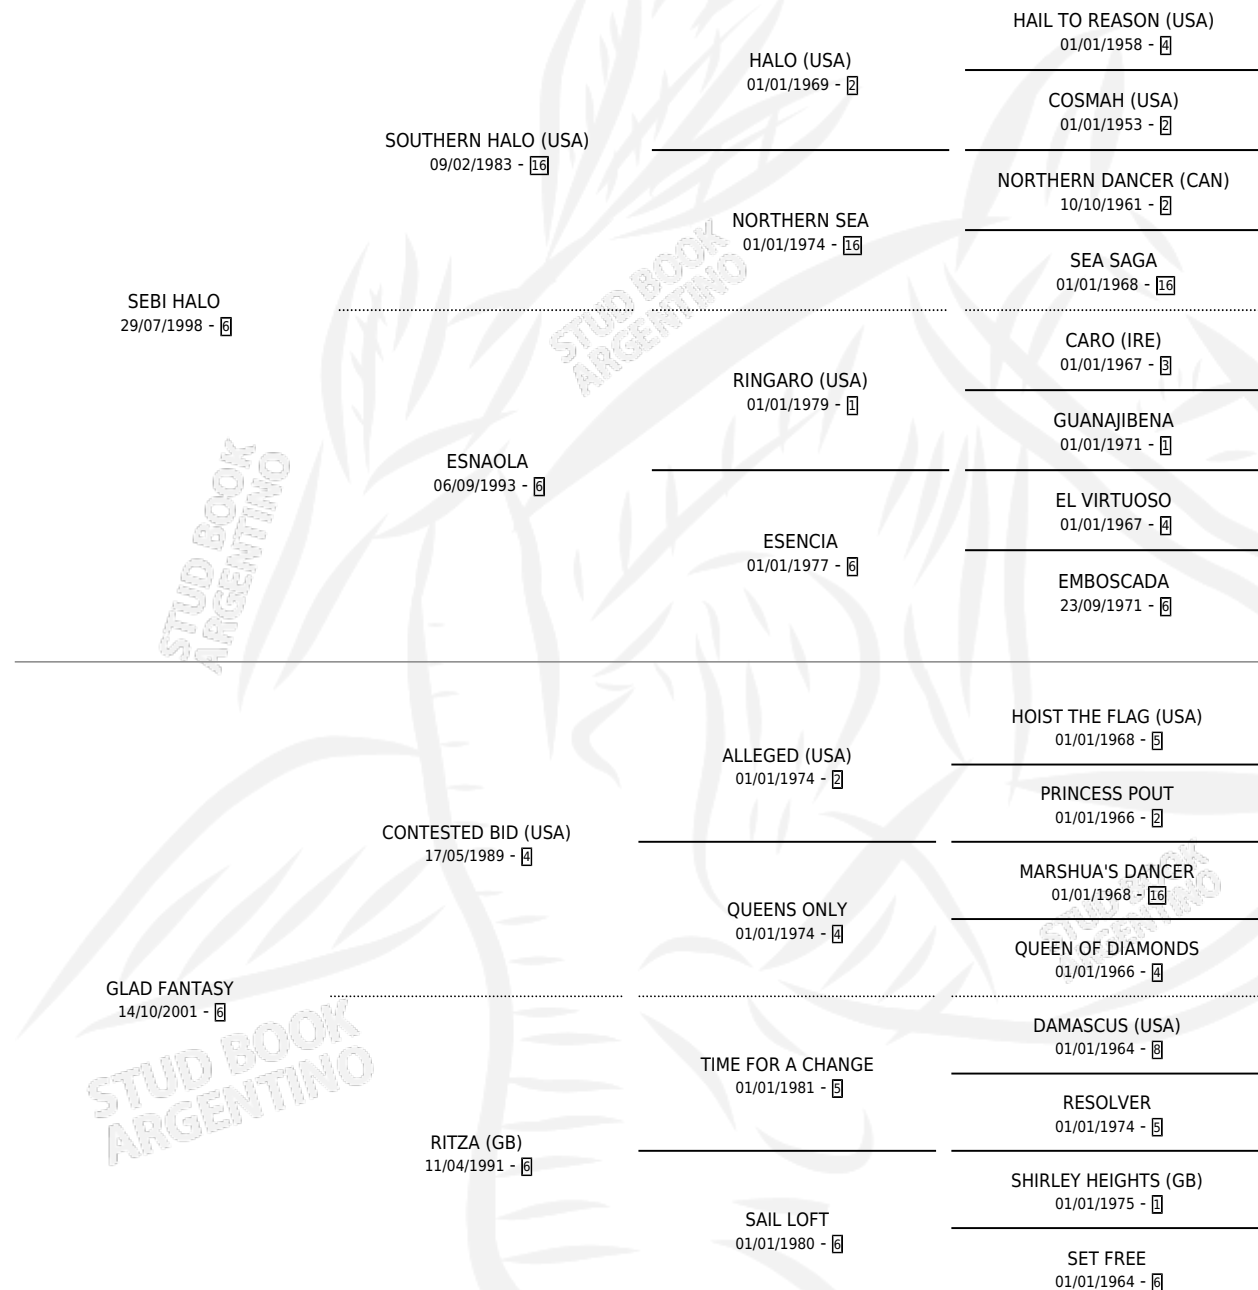 HAIL TO REASON (USA)
01/01/1958 - 4
HALO (USA)
01/01/1969 - 2
COSMAH (USA)
01/01/1953 - 2
SOUTHERN HALO (USA)
09/02/1983 - 16
NORTHERN DANCER (CAN)
10/10/1961 - 2
NORTHERN SEA
01/01/1974 - 16
SEA SAGA
01/01/1968 - 16
SEBI HALO
29/07/1998 - 6
CARO (IRE)
01/01/1967 - 3
RINGARO (USA)
01/01/1979 - 1
GUANAJIBENA
01/01/1971 - 1
ESNAOLA
06/09/1993 - 6
EL VIRTUOSO
01/01/1967 - 4
ESENCIA
01/01/1977 - 6
EMBOSCADA
23/09/1971 - 6
STUD BOOK
ARGENTINO
STUD BOOK
ARGENTINO
HOIST THE FLAG (USA)
01/01/1968 - 5
ALLEGED (USA)
01/01/1974 - 2
PRINCESS POUT
01/01/1966 - 2
CONTESTED BID (USA)
17/05/1989 - 4
MARSHUA'S DANCER
01/01/1968 - 16
QUEENS ONLY
01/01/1974 - 4
QUEEN OF DIAMONDS
01/01/1966 - 4
STUD BOOK
ARGENTINO
GLAD FANTASY
14/10/2001 - 6
DAMASCUS (USA)
01/01/1964 - 8
TIME FOR A CHANGE
01/01/1981 - 5
RESOLVER
01/01/1974 - 5
RITZA (GB)
11/04/1991 - 6
SHIRLEY HEIGHTS (GB)
01/01/1975 - 1
SAIL LOFT
01/01/1980 - 6
SET FREE
01/01/1964 - 6
STUD BOOK
ARGENTINO